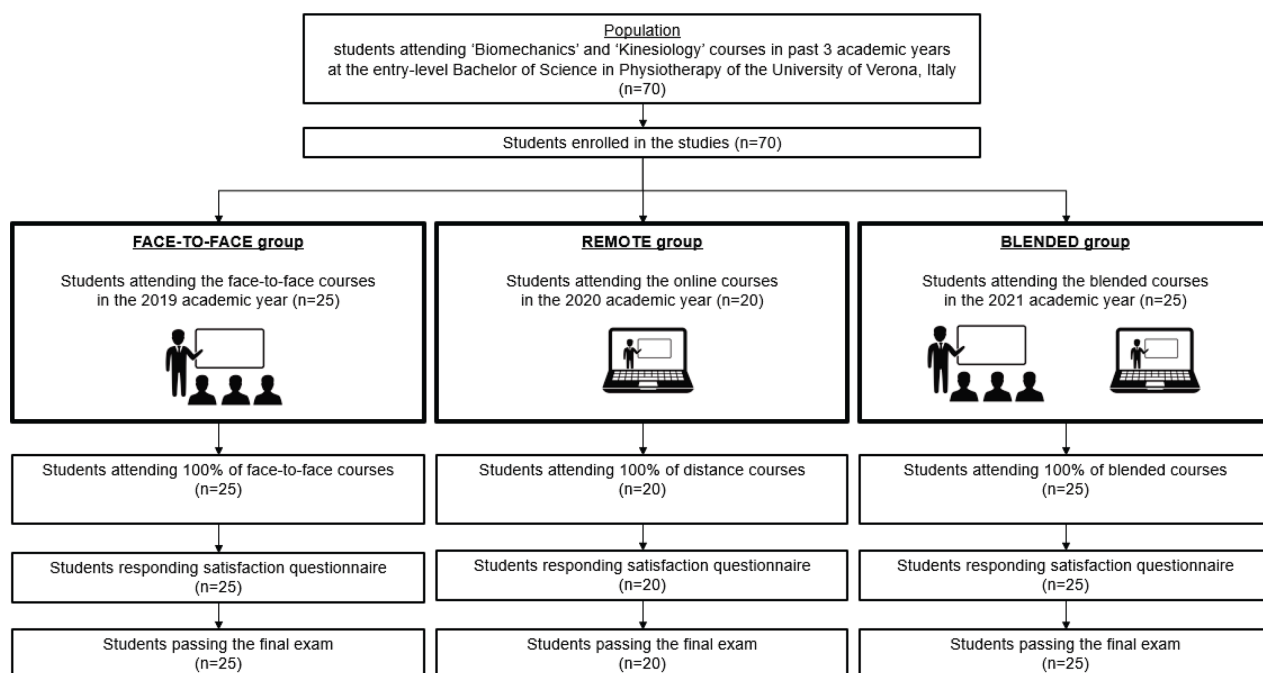 Population
students attending ‘Biomechanics’ and ‘Kinesiology’ courses in past 3 academic years
at the entry-level Bachelor of Science in Physiotherapy of the University of Verona, Italy
(n=70)
Students enrolled in the studies (n=70)
FACE-TO-FACE group
Students attending the face-to-face courses
in the 2019 academic year (n=25)
REMOTE group
Students attending the online courses
in the 2020 academic year (n=20)
BLENDED group
Students attending the blended courses
in the 2021 academic year (n=25)
Students attending 100% of face-to-face courses
(n=25)
Students attending 100% of distance courses
(n=20)
Students attending 100% of blended courses
(n=25)
Students responding satisfaction questionnaire
(n=25)
Students responding satisfaction questionnaire
(n=20)
Students responding satisfaction questionnaire
(n=25)
Students passing the final exam
(n=25)
Students passing the final exam
(n=20)
Students passing the final exam
(n=25)